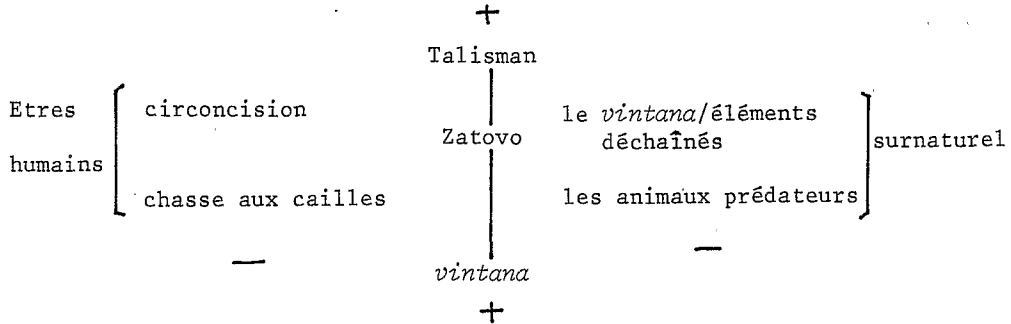 +
Talisman
Etres
humains
circoncision
chasse aux cailles
—
Zatovo
vintana
+
le vintana/éléments
déchaînés
les animaux prédateurs
—
surnaturel